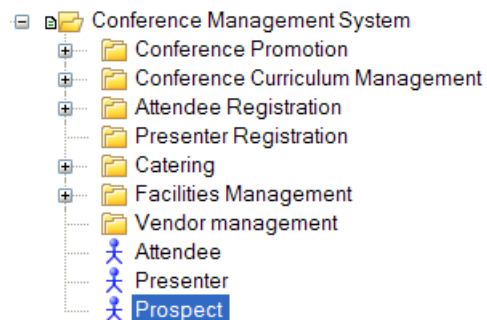 Conference Management System
Conference Promotion
Conference Curriculum Management
Attendee Registration
Presenter Registration
Catering
Facilities Management
Vendor management
Attendee
Presenter
Prospect